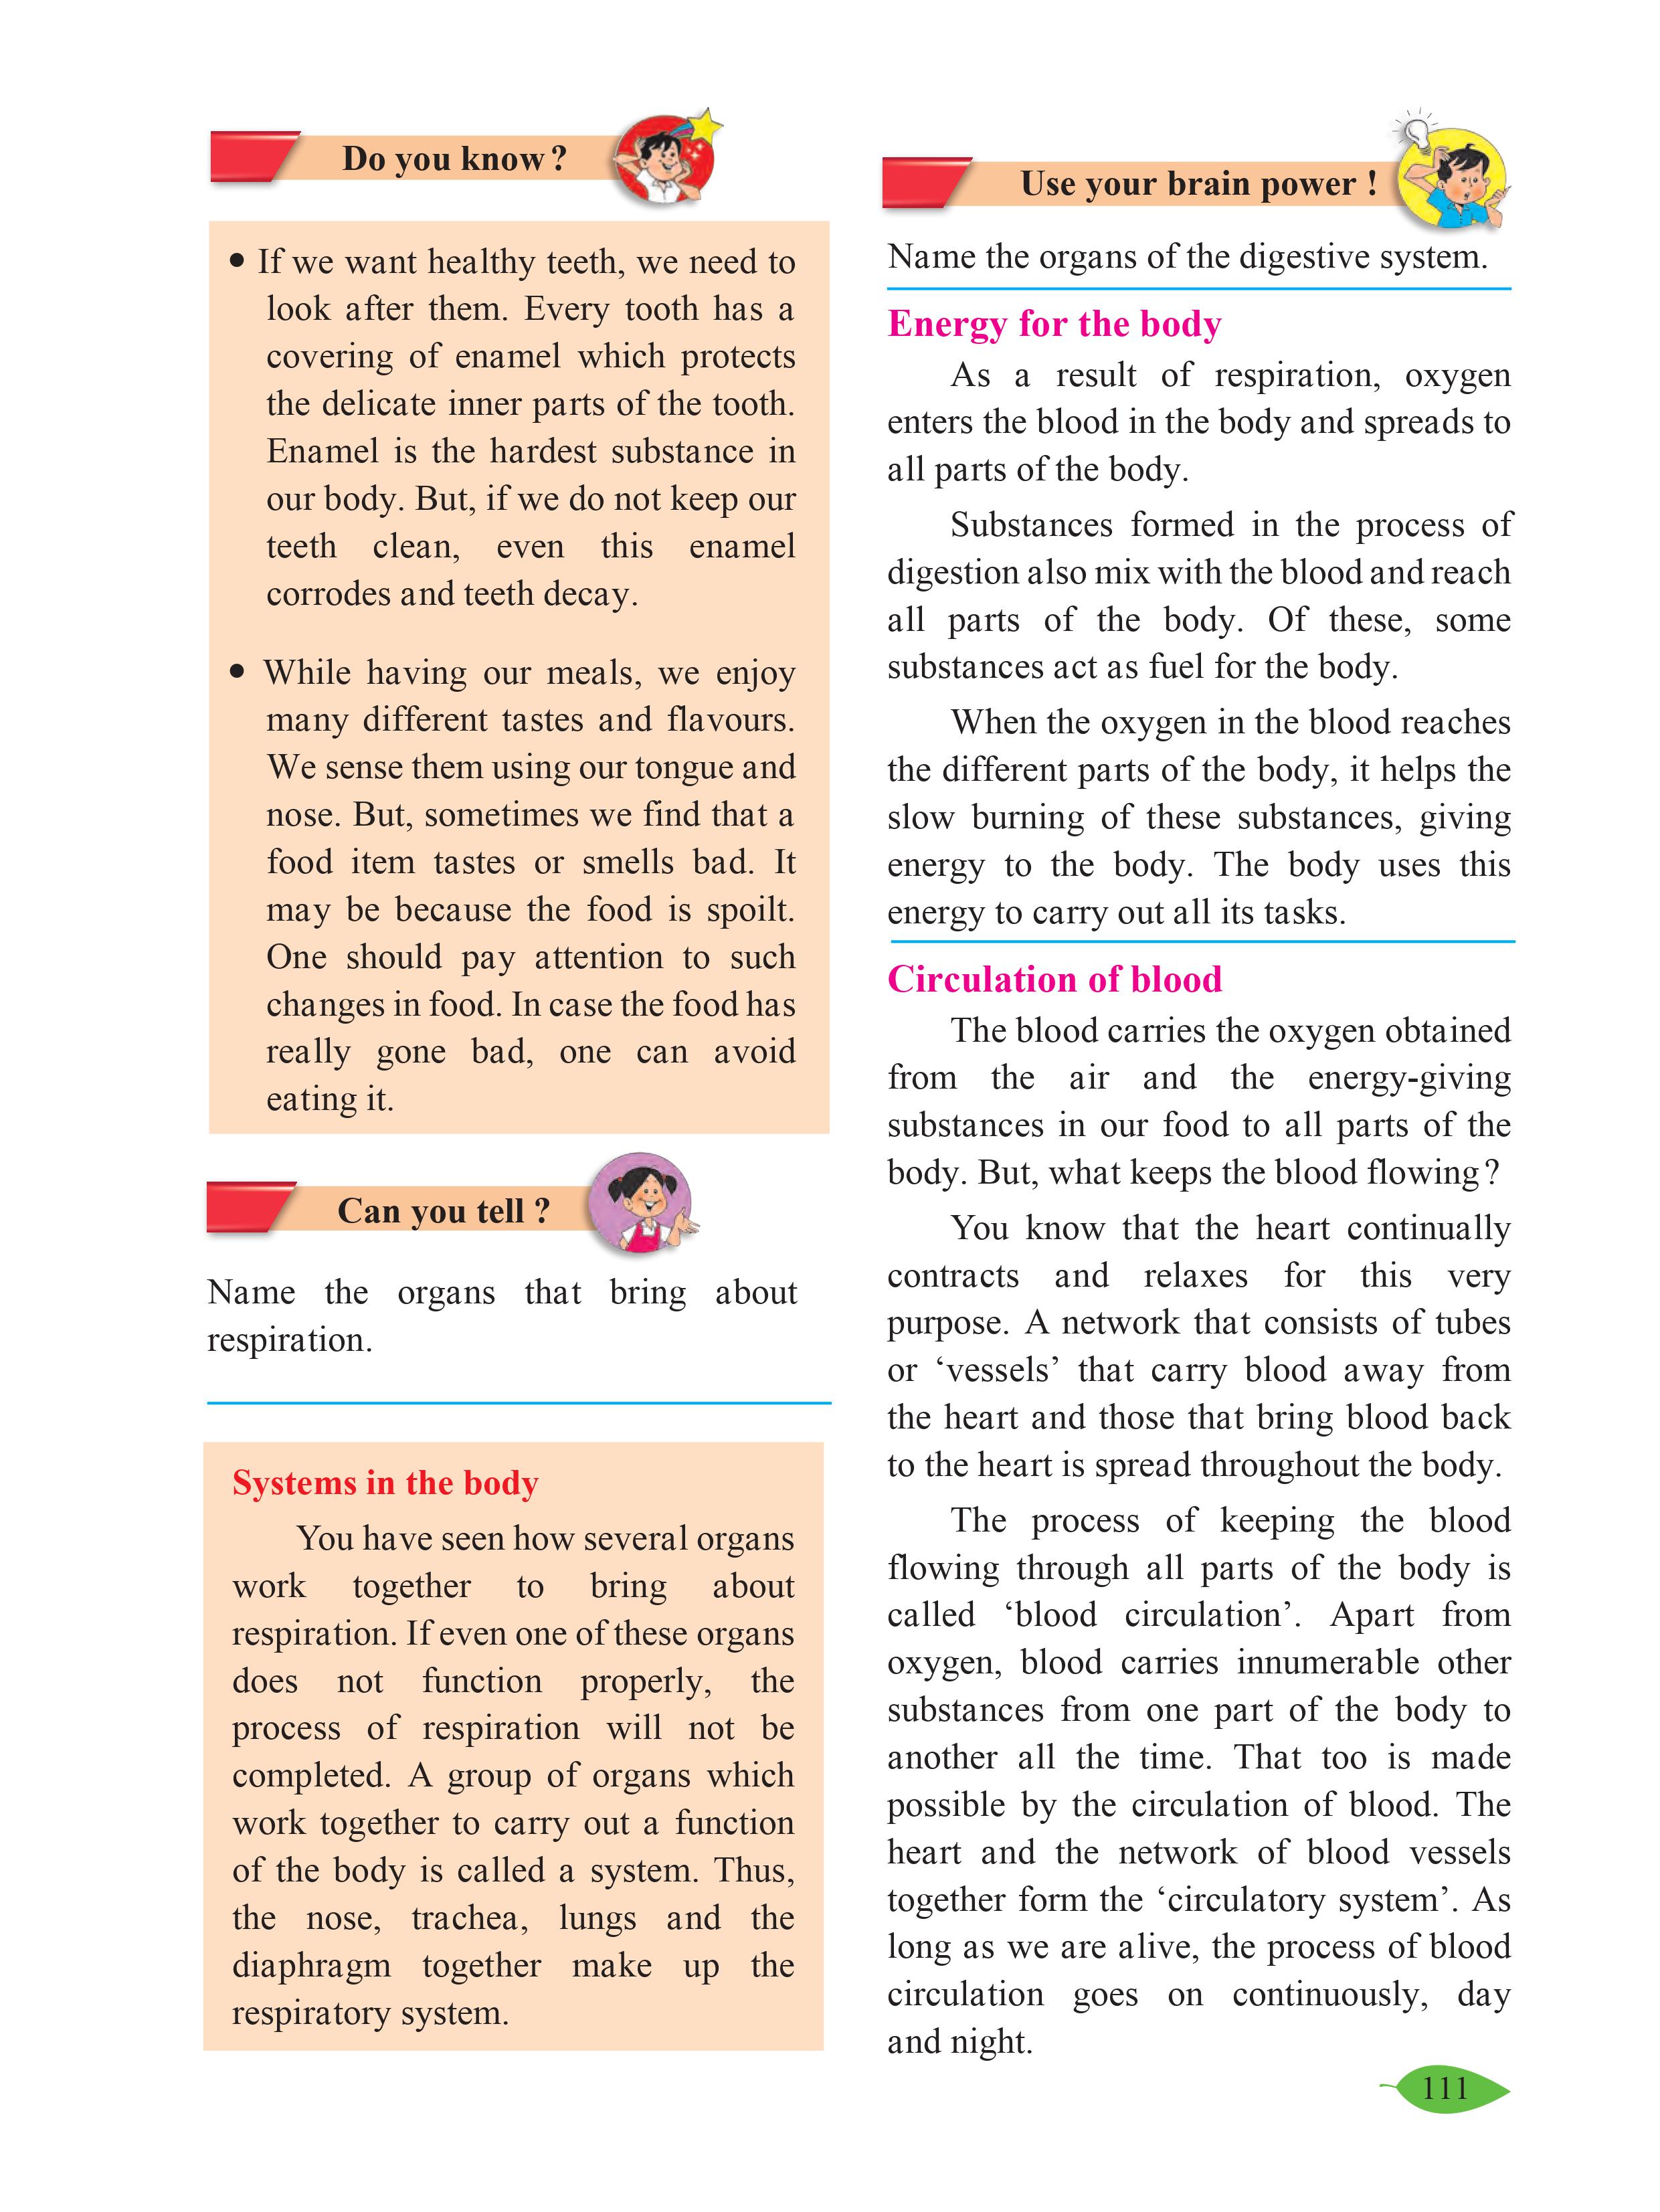 Do you know?
• If we want healthy teeth, we need to
look after them. Every tooth has a
covering of enamel which protects
the delicate inner parts of the tooth.
Enamel is the hardest substance in
our body. But, if we do not keep our
teeth clean, even this enamel
corrodes and teeth decay.
• While having our meals, we enjoy
many different tastes and flavours.
We sense them using our tongue and
nose. But, sometimes we find that a
food item tastes or smells bad. It
may be because the food is spoilt.
One should pay attention to such
changes in food. In case the food has
really gone bad, one can avoid
eating it.
Can you tell ?
Name the organs that bring about
respiration.
Systems in the body
You have seen how several organs
work together to bring about
respiration. If even one of these organs
does not function properly, the
process of respiration will not be
completed. A group of organs which
work together to carry out a function
of the body is called a system. Thus,
the nose, trachea, lungs and the
diaphragm together make up the
respiratory system.
Use your brain power !
Name the organs of the digestive system.
Energy for the body
As a result of respiration, oxygen
enters the blood in the body and spreads to
all parts of the body.
Substances formed in the process of
digestion also mix with the blood and reach
all parts of the body. Of these, some
substances act as fuel for the body.
When the oxygen in the blood reaches
the different parts of the body, it helps the
slow burning of these substances, giving
energy to the body. The body uses this
energy to carry out all its tasks.
Circulation of blood
The blood carries the oxygen obtained
from the air and the energy-giving
substances in our food to all parts of the
body. But, what keeps the blood flowing?
You know that the heart continually
contracts and relaxes for this very
purpose. A network that consists of tubes
or ‘vessels’ that carry blood away from
the heart and those that bring blood back
to the heart is spread throughout the body.
The process of keeping the blood
flowing through all parts of the body is
called ‘blood circulation’. Apart from
oxygen, blood carries innumerable other
substances from one part of the body to
another all the time. That too is made
possible by the circulation of blood. The
heart and the network of blood vessels
together form the ‘circulatory system’. As
long as we are alive, the process of blood
circulation goes on continuously, day
and night.
111